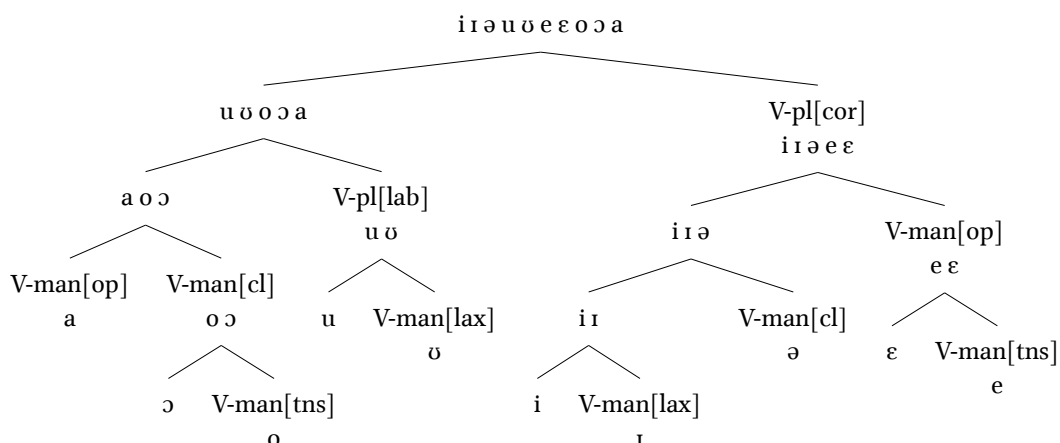 i ɪ ə u ʊ e ɛ o ɔ a
u ʊ o ɔ a V-pl[cor]
i ɪ ə e ɛ
a o ɔ V-pl[lab] i ɪ ə V-man[op]
u ʊ e ɛ
V-man[op] V-man[cl] u V-man[lax] i ɪ V-man[cl] ɛ V-man[tns]
a o ɔ ʊ ə e
ɔ V-man[tns] i V-man[lax]
o ɪ